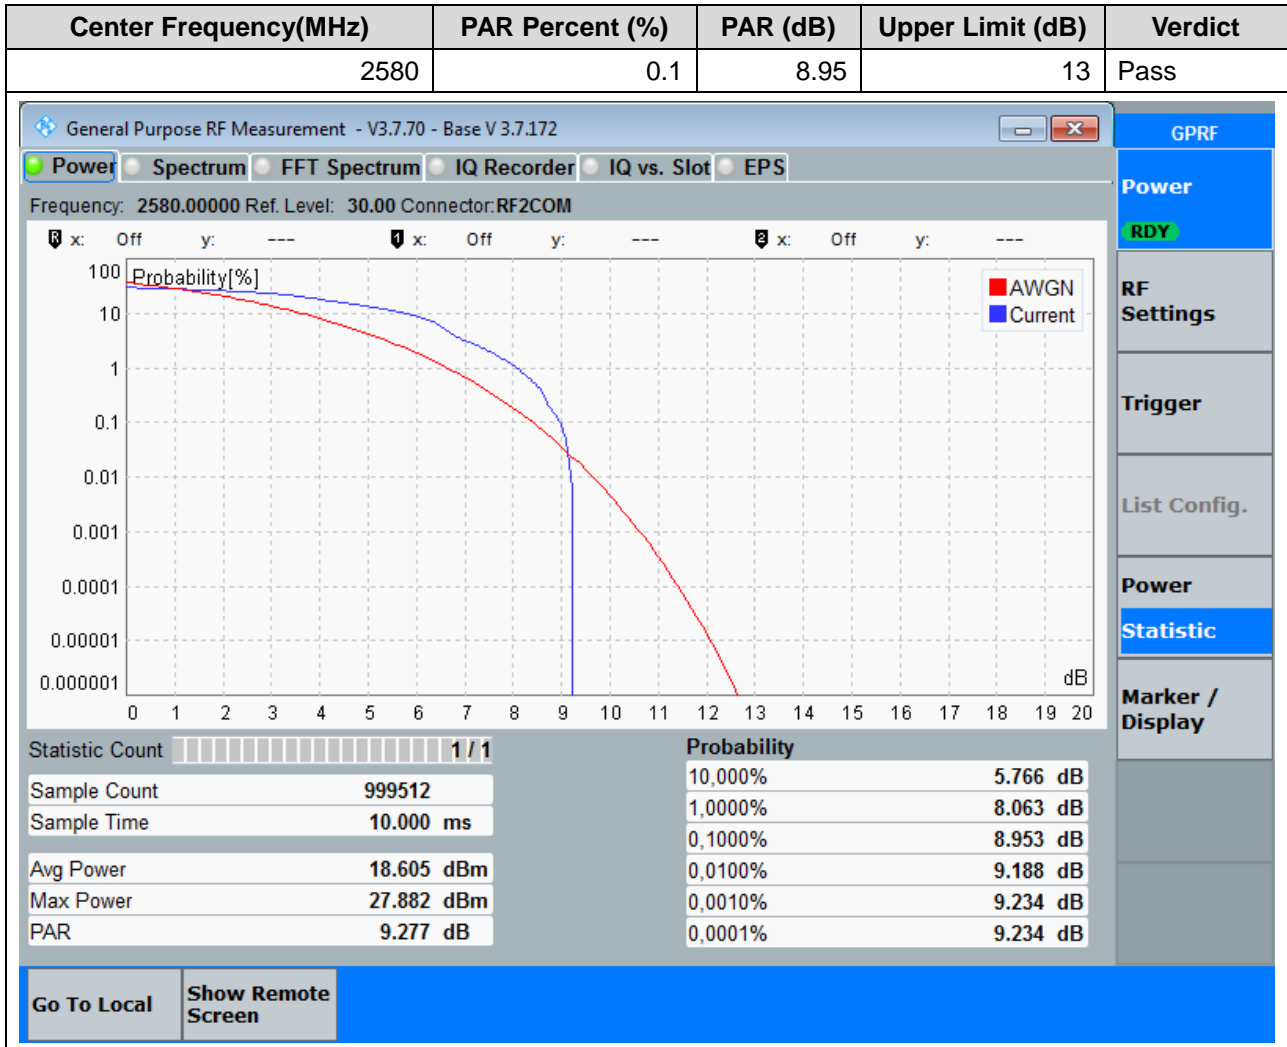 Center Frequency(MHz) PAR Percent (%) PAR (dB) Upper Limit (dB) Verdict
2580 0.1 8.95 13 Pass
General Purpose RF Measurement - V3.7.70 - Base V 3.7.172
GPRF
Power Spectrum FFT Spectrum IQ Recorder IQ vs. Slot EPS
Frequency: 2580.00000 Ref. Level: 30.00 Connector: RF2COM
R x: Off y: --- 1 x: Off y: --- 2 x: Off y: ---
Probability[%]
AWGN
Current
100
10
1
0.1
0.01
0.001
0.0001
0.00001
0.000001
dB
0 1 2 3 4 5 6 7 8 9 10 11 12 13 14 15 16 17 18 19 20
Statistic Count 1 / 1
Sample Count 999512
Sample Time 10.000 ms
Avg Power 18.605 dBm
Max Power 27.882 dBm
PAR 9.277 dB
Probability
10,000% 5.766 dB
1,0000% 8.063 dB
0,1000% 8.953 dB
0,0100% 9.188 dB
0,0010% 9.234 dB
0,0001% 9.234 dB
Power
RDY
RF
Settings
Trigger
List Config.
Power
Statistic
Marker /
Display
Go To Local
Show Remote
Screen